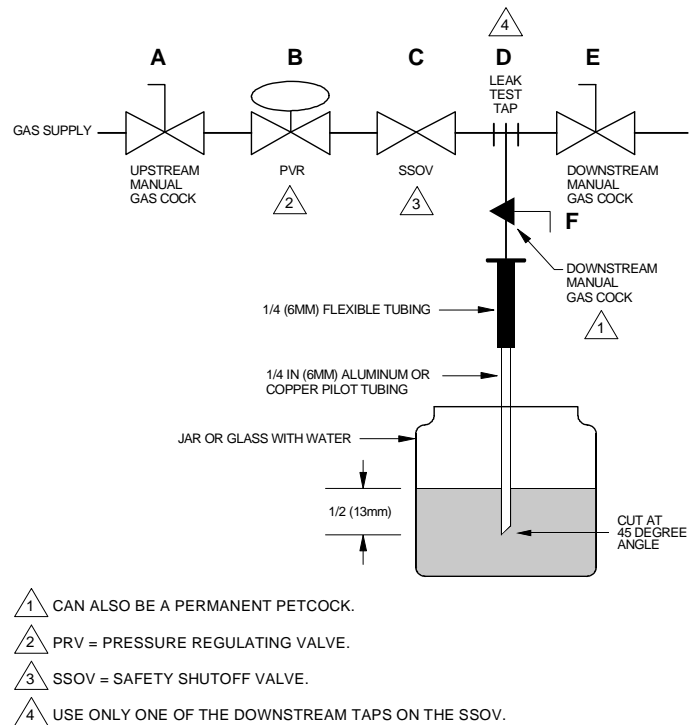 4
A B C D E
LEAK
TEST
TAP
GAS SUPPLY
UPSTREAM
MANUAL
GAS COCK
PVR
2
SSOV
3
DOWNSTREAM
MANUAL
GAS COCK
F
DOWNSTREAM
MANUAL
GAS COCK
1
1/4 (6MM) FLEXIBLE TUBING
1/4 IN (6MM) ALUMINUM OR
COPPER PILOT TUBING
JAR OR GLASS WITH WATER
1/2 (13mm)
CUT AT
45 DEGREE
ANGLE
1 CAN ALSO BE A PERMANENT PETCOCK.
2 PRV = PRESSURE REGULATING VALVE.
3 SSOV = SAFETY SHUTOFF VALVE.
4 USE ONLY ONE OF THE DOWNSTREAM TAPS ON THE SSOV.